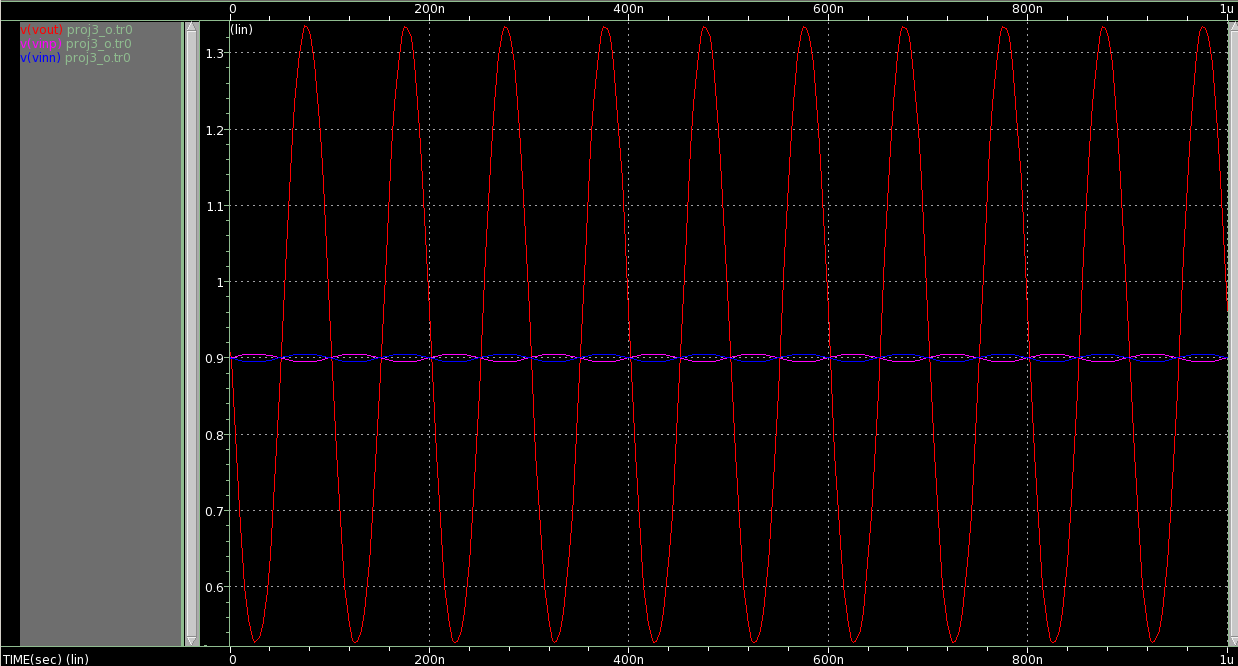 0 200n 400n 600n 800n 1u
v(vout) proj3_o.tr0
proj3_o.tr0
v(vinn) proj3_o.tr0
(lin)
1.3
1.2
1.1
1
0.9
0.8
0.7
0.6
TIME(sec) (lin) 0 200n 400n 600n 800n 1u